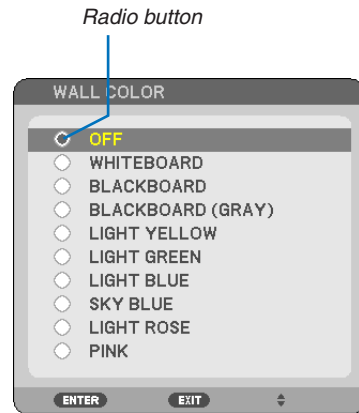 Radio button
WALL COLOR
OFF
WHITEBOARD
BLACKBOARD
BLACKBOARD (GRAY)
LIGHT YELLOW
LIGHT GREEN
LIGHT BLUE
SKY BLUE
LIGHT ROSE
PINK
ENTER EXIT